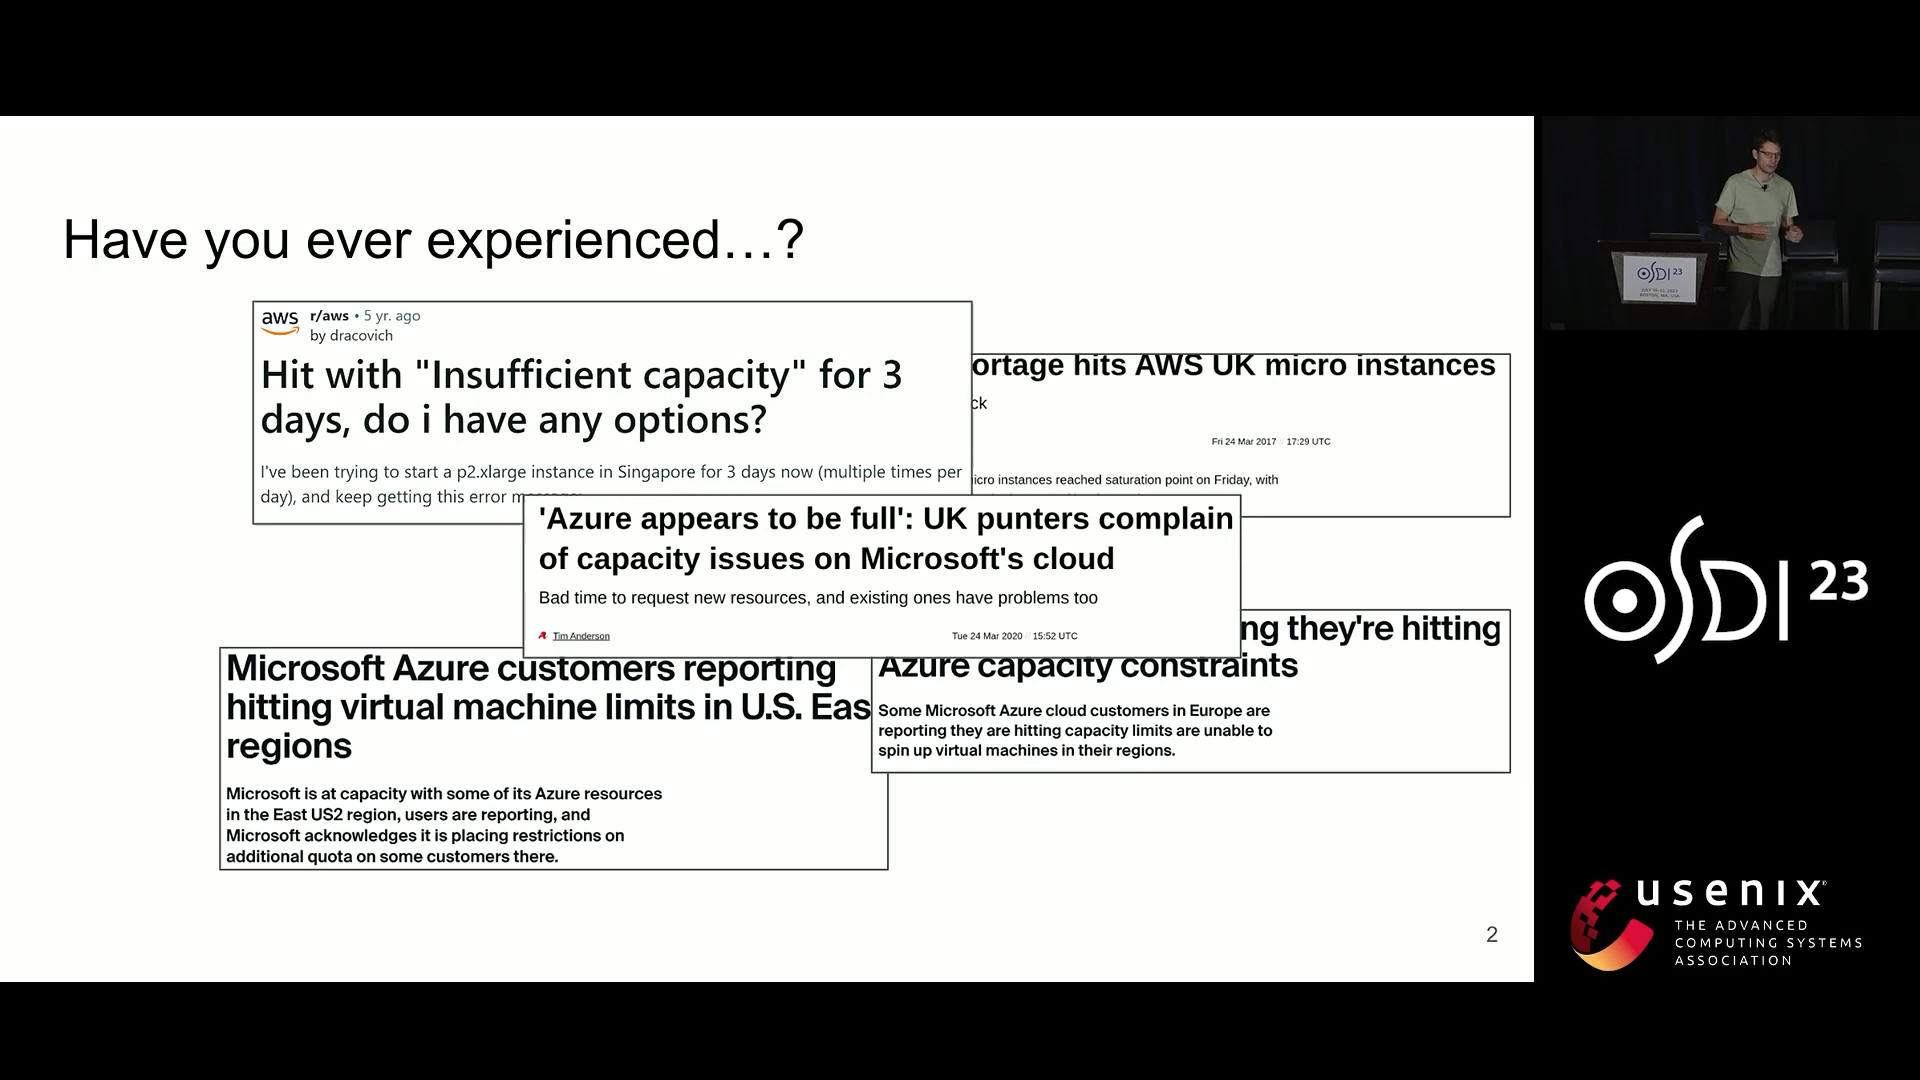 Have you ever experienced…?
aws
r/aws • 5 yr. ago
by dracovich
Hit with "Insufficient capacity" for 3
days, do i have any options?
I've been trying to start a p2.xlarge instance in Singapore for 3 days now (multiple times per
day), and keep getting this error
ortage hits AWS UK micro instances
ck
Fri 24 Mar 2017 // 17:29 UTC
icro instances reached saturation point on Friday, with
'Azure appears to be full': UK punters complain
of capacity issues on Microsoft's cloud
Bad time to request new resources, and existing ones have problems too
Tim Anderson
Tue 24 Mar 2020 // 15:52 UTC
ng they're hitting
Azure capacity constraints
Some Microsoft Azure cloud customers in Europe are
reporting they are hitting capacity limits are unable to
spin up virtual machines in their regions.
Microsoft Azure customers reporting
hitting virtual machine limits in U.S. Eas
regions
Microsoft is at capacity with some of its Azure resources
in the East US2 region, users are reporting, and
Microsoft acknowledges it is placing restrictions on
additional quota on some customers there.
2
OSDI 23
JULY 10–12, 2023
BOSTON, MA, USA
OSDI 23
usenix®
THE ADVANCED
COMPUTING SYSTEMS
ASSOCIATION